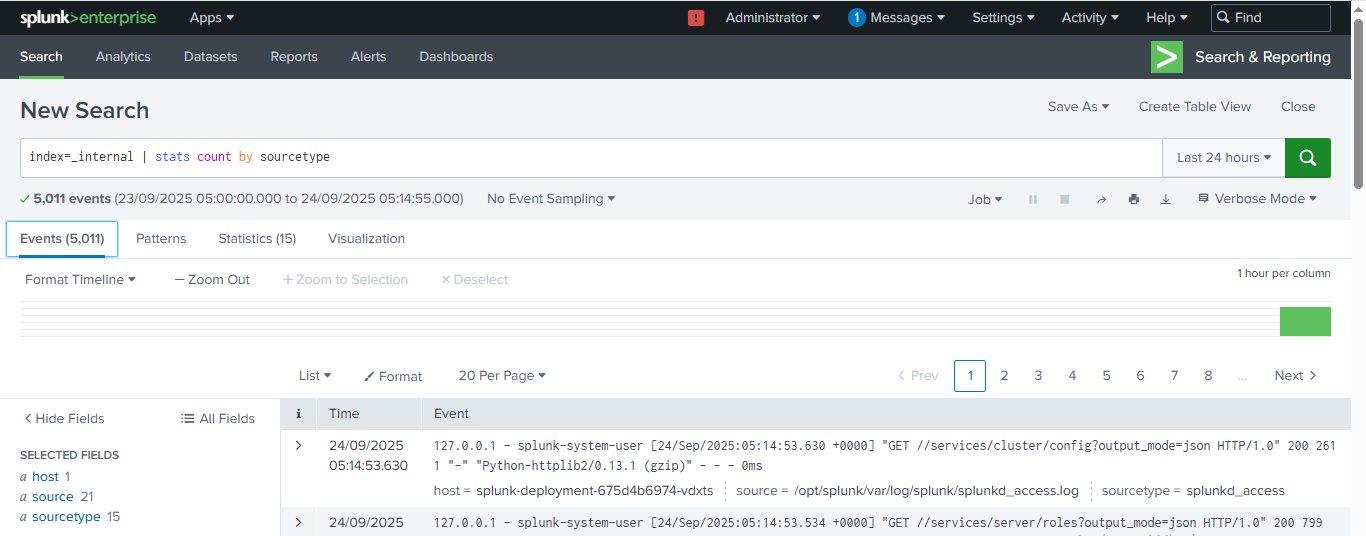 splunk>enterprise Apps ! Administrator 1 Messages Settings Activity Help Find
Search Analytics Datasets Reports Alerts Dashboards > Search & Reporting
New Search Save As Create Table View Close
index=_internal | stats count by sourcetype Last 24 hours
5,011 events (23/09/2025 05:00:00.000 to 24/09/2025 05:14:55.000) No Event Sampling Job Verbose Mode
Events (5,011) Patterns Statistics (15) Visualization
Format Timeline — Zoom Out + Zoom to Selection × Deselect 1 hour per column
List Format 20 Per Page < Prev 1 2 3 4 5 6 7 8 ... Next >
< Hide Fields All Fields i Time Event
SELECTED FIELDS
a host 1
a source 21
a sourcetype 15
> 24/09/2025 127.0.0.1 - splunk-system-user [24/Sep/2025:05:14:53.630 +0000] "GET //services/cluster/config?output_mode=json HTTP/1.0" 200 261
05:14:53.630 1 "-" "Python-httplib2/0.13.1 (gzip)" - - - 0ms
host = splunk-deployment-675d4b6974-vdxts source = /opt/splunk/var/log/splunk/splunkd_access.log sourcetype = splunkd_access
> 24/09/2025 127.0.0.1 - splunk-system-user [24/Sep/2025:05:14:53.534 +0000] "GET //services/server/roles?output_mode=json HTTP/1.0" 200 799